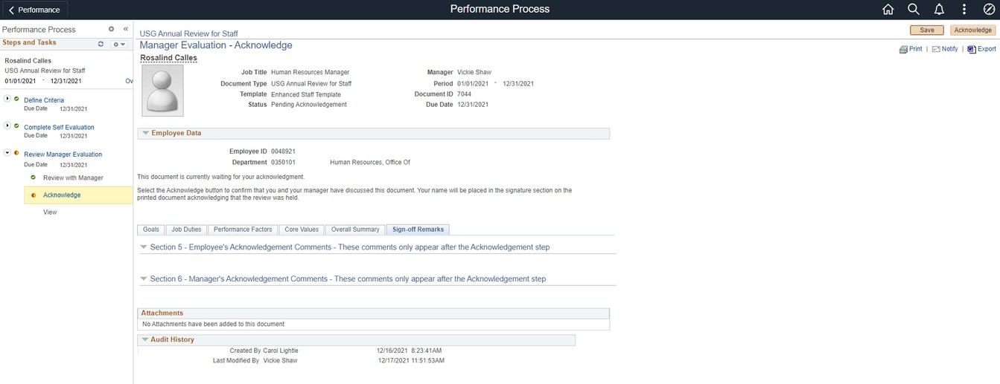 Performance
Performance Process
Performance Process
«
Steps and Tasks
Rosalind Calles
USG Annual Review for Staff
01/01/2021 - 12/31/2021 Ov
Define Criteria
Due Date 12/31/2021
Complete Self Evaluation
Due Date 12/31/2021
Review Manager Evaluation
Due Date 12/31/2021
Review with Manager
Acknowledge
View
USG Annual Review for Staff
Save Acknowledge
Manager Evaluation - Acknowledge
Print | Notify | Export
Rosalind Calles
Job Title Human Resources Manager Manager Vickie Shaw
Document Type USG Annual Review for Staff Period 01/01/2021 - 12/31/2021
Template Enhanced Staff Template Document ID 7044
Status Pending Acknowledgement Due Date 12/31/2021
Employee Data
Employee ID 0048921
Department 0350101 Human Resources, Office Of
This document is currently waiting for your acknowledgment.
Select the Acknowledge button to confirm that you and your manager have discussed this document. Your name will be placed in the signature section on the
printed document acknowledging that the review was held.
Goals Job Duties Performance Factors Core Values Overall Summary Sign-off Remarks
Section 5 - Employee's Acknowledgement Comments - These comments only appear after the Acknowledgement step
Section 6 - Manager's Acknowledgement Comments - These comments only appear after the Acknowledgement step
Attachments
No Attachments have been added to this document
Audit History
Created By Carol Lightle 12/16/2021 8:23:41AM
Last Modified By Vickie Shaw 12/17/2021 11:51:53AM